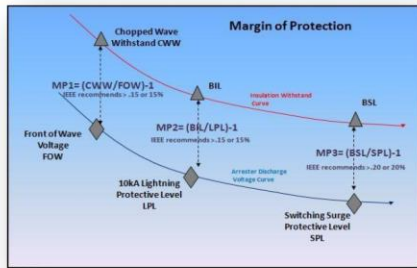 Margin of Protection
Chopped Wave
Withstand CWW
MP1= (CWW/FOW)-1
IEEE recommends > .15 or 15%
Front of Wave
Voltage
FOW
BIL
MP2= (BIL/LPL)-1
IEEE recommends > .15 or 15%
10kA Lightning
Protective Level
LPL
Insulation Withstand
Curve
BSL
MP3= (BSL/SPL)-1
IEEE recommends > .20 or 20%
Arrester Discharge
Voltage Curve
Switching Surge
Protective Level
SPL